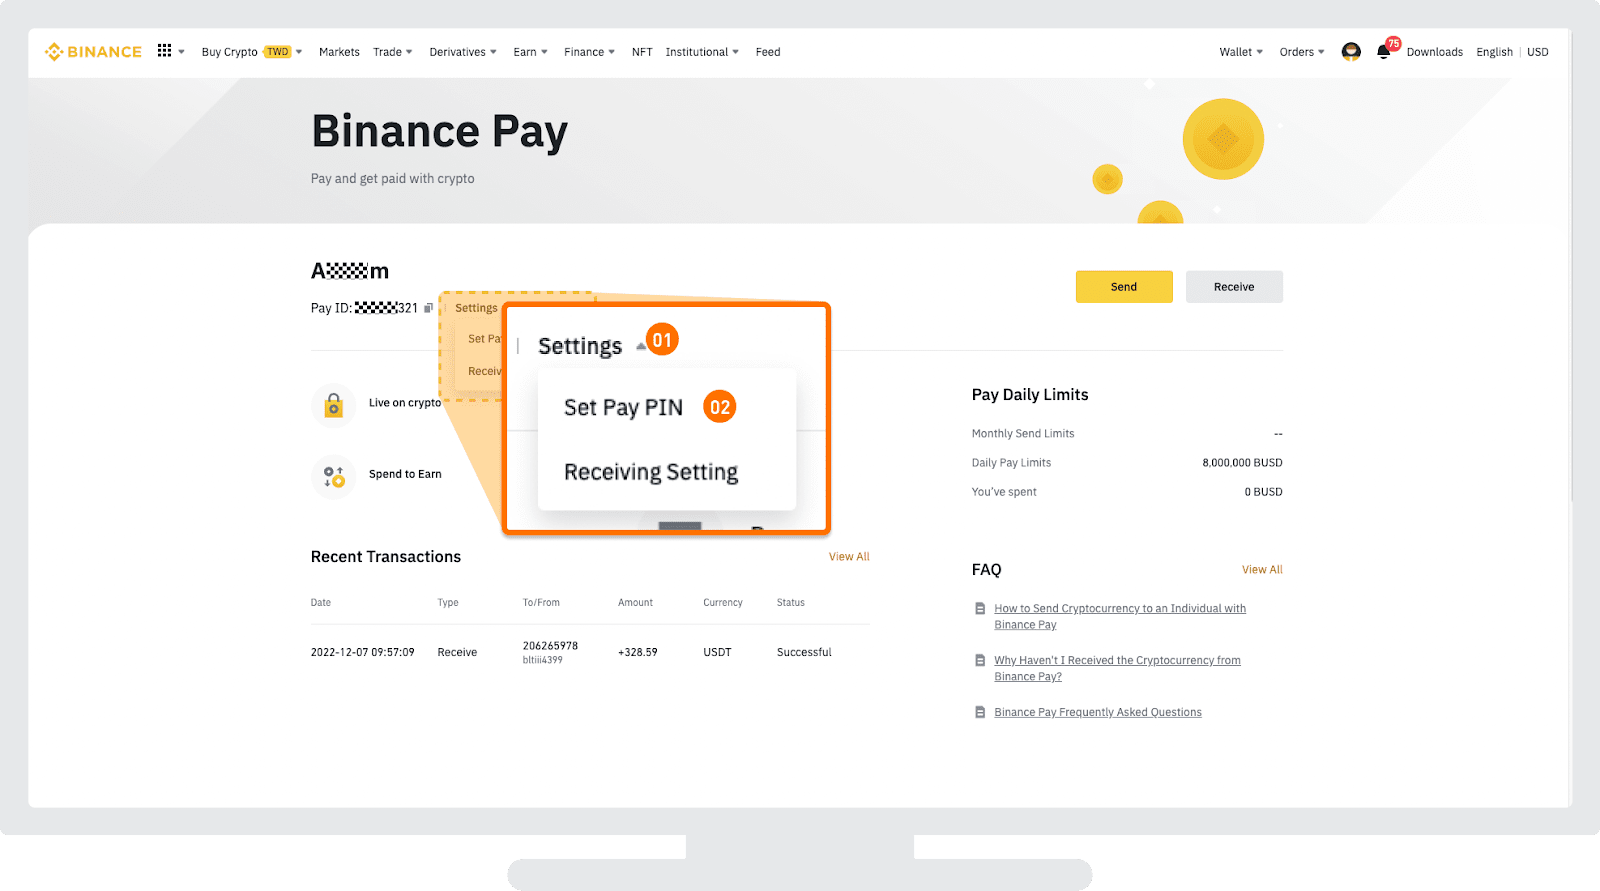 BINANCE
Buy Crypto TWD Markets Trade Derivatives Earn Finance NFT Institutional Feed
Wallet Orders 75 Downloads English | USD
Binance Pay
Pay and get paid with crypto
A m
Pay ID: 321
Settings
Set Pa
Receiv
Settings 01
Set Pay PIN 02
Receiving Setting
Send
Receive
Live on crypto
Spend to Earn
Pay Daily Limits
Monthly Send Limits --
Daily Pay Limits 8,000,000 BUSD
You've spent 0 BUSD
Recent Transactions View All
Date Type To/From Amount Currency Status
2022-12-07 09:57:09 Receive 206265978 +328.59 USDT Successful
bltiii4399
FAQ View All
How to Send Cryptocurrency to an Individual with
Binance Pay
Why Haven't I Received the Cryptocurrency from
Binance Pay?
Binance Pay Frequently Asked Questions